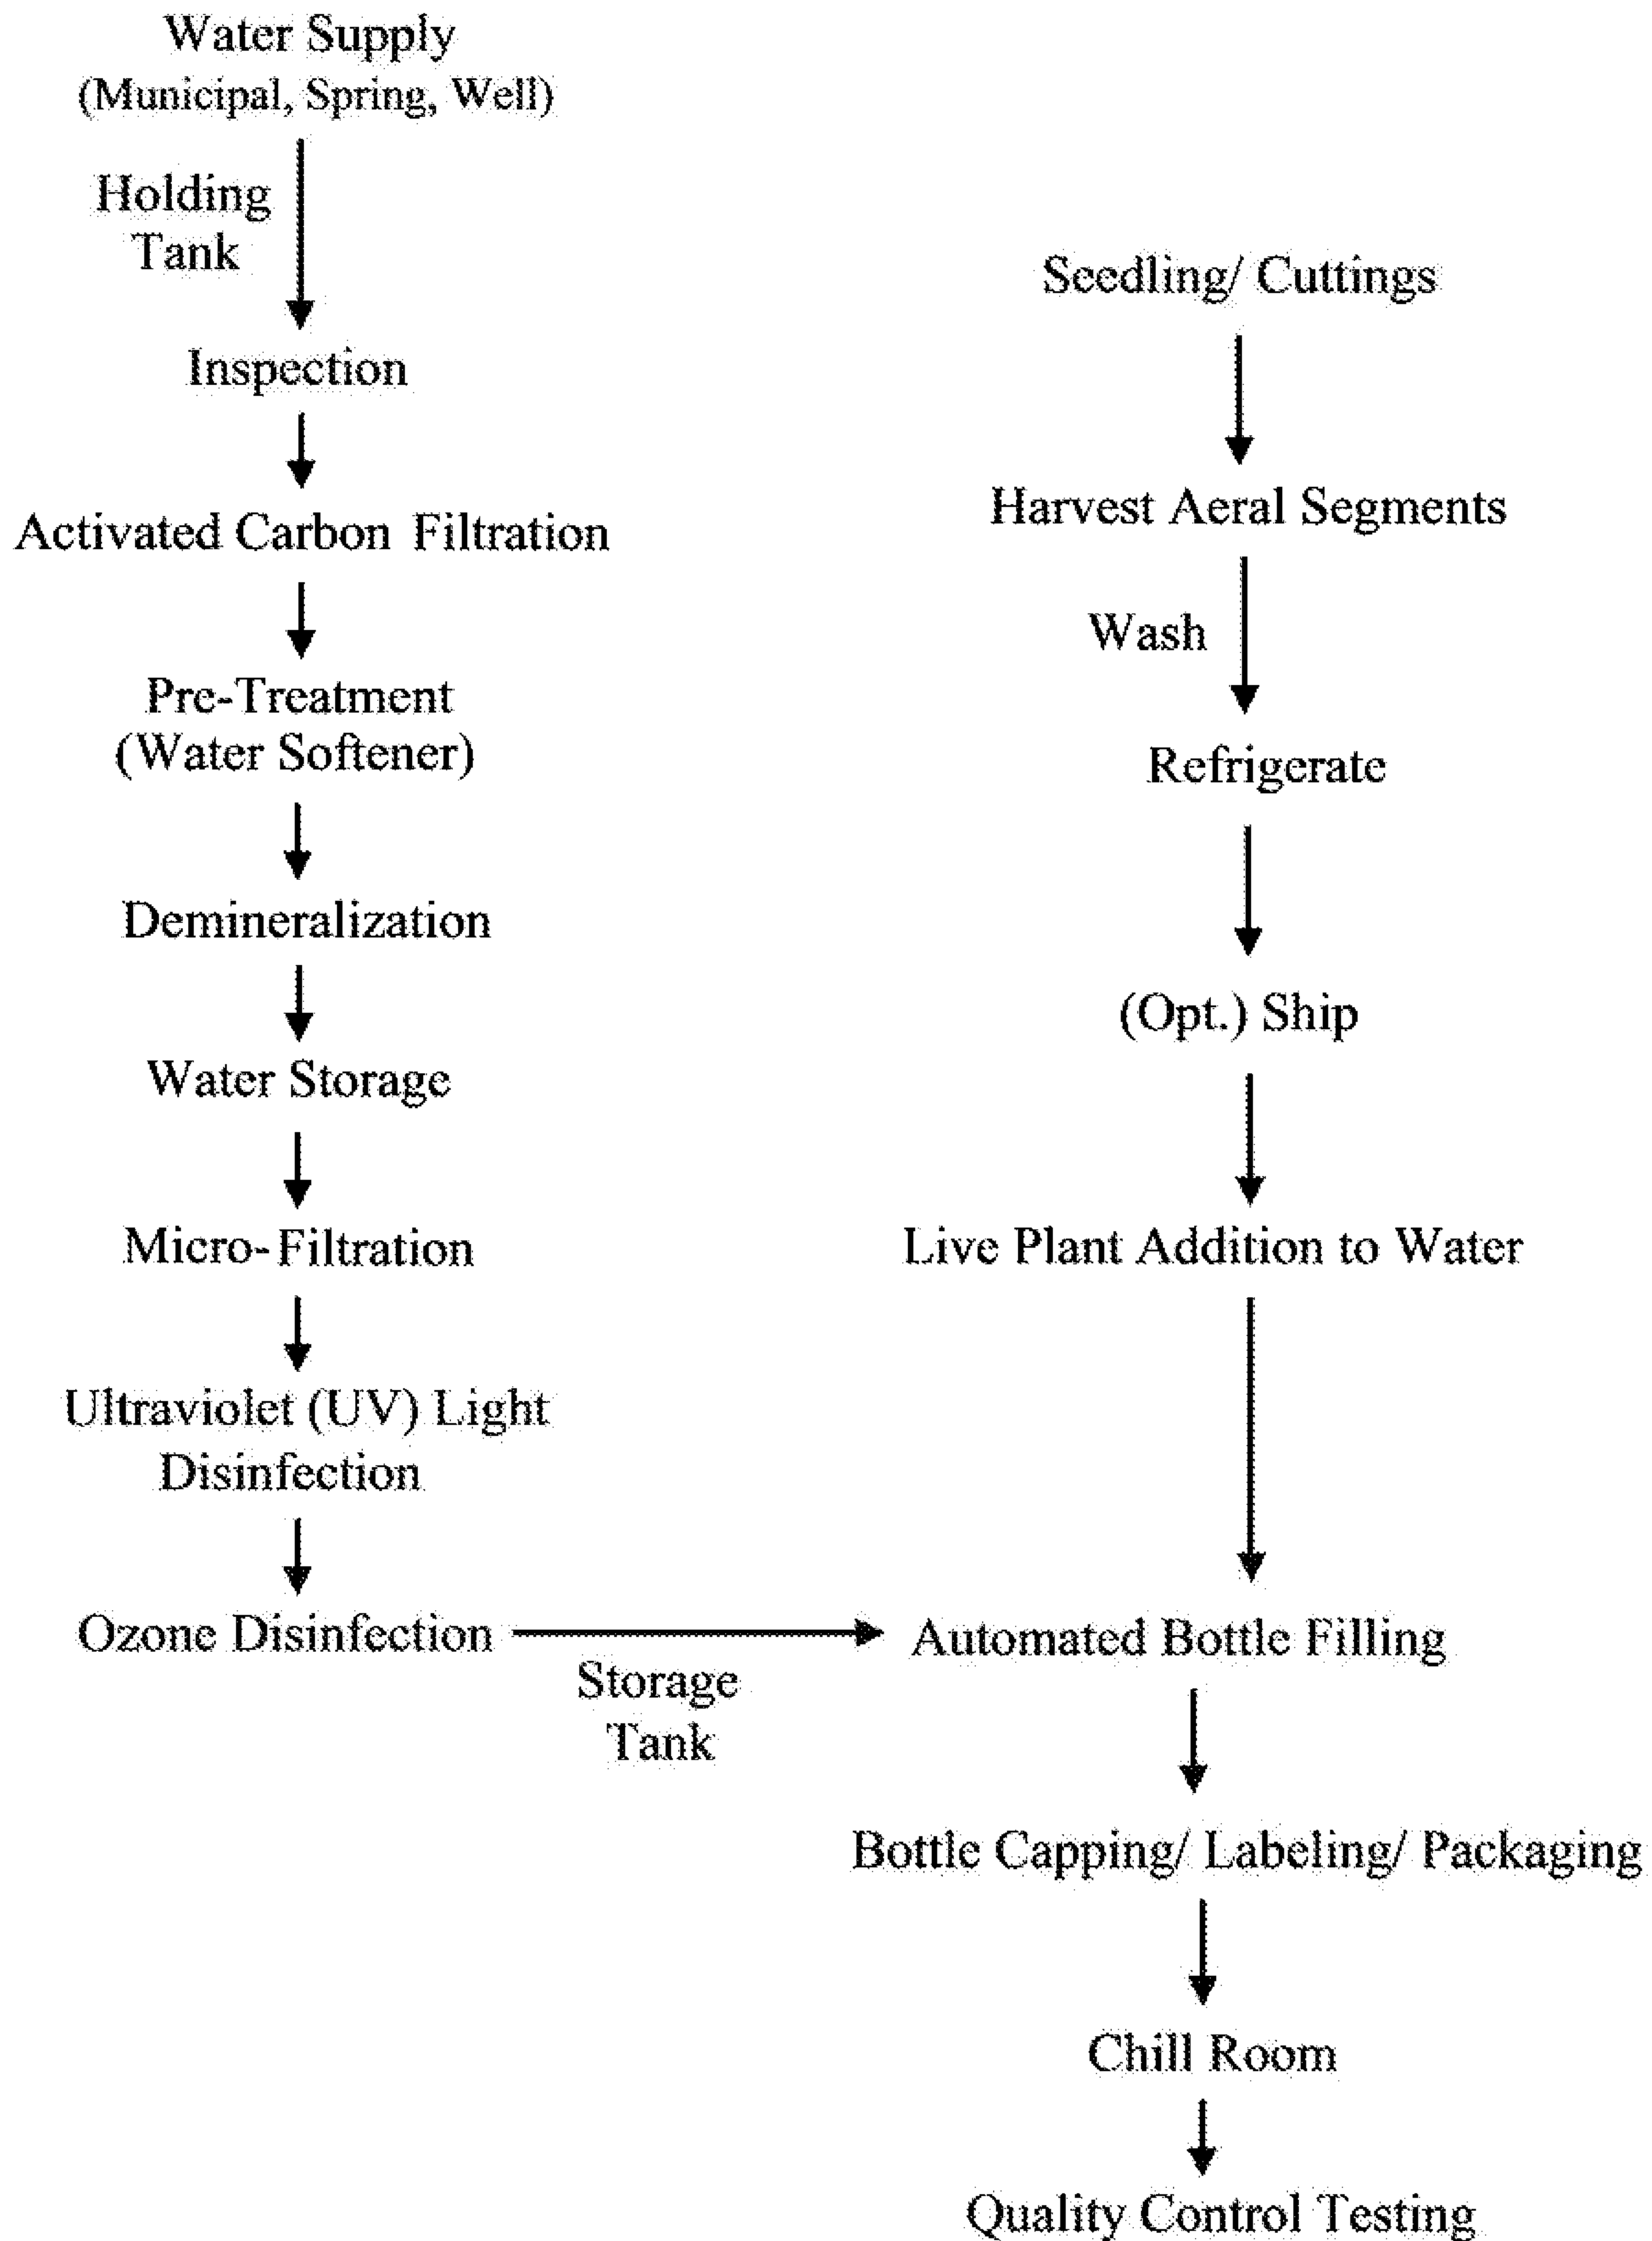 Water Supply
(Municipal, Spring, Well)
Holding
Tank
Inspection
Activated Carbon Filtration
Pre-Treatment
(Water Softener)
Demineralization
Water Storage
Micro-Filtration
Ultraviolet (UV) Light
Disinfection
Ozone Disinfection
Storage
Tank
Seedling/ Cuttings
Harvest Aeral Segments
Wash
Refrigerate
(Opt.) Ship
Live Plant Addition to Water
Automated Bottle Filling
Bottle Capping/ Labeling/ Packaging
Chill Room
Quality Control Testing